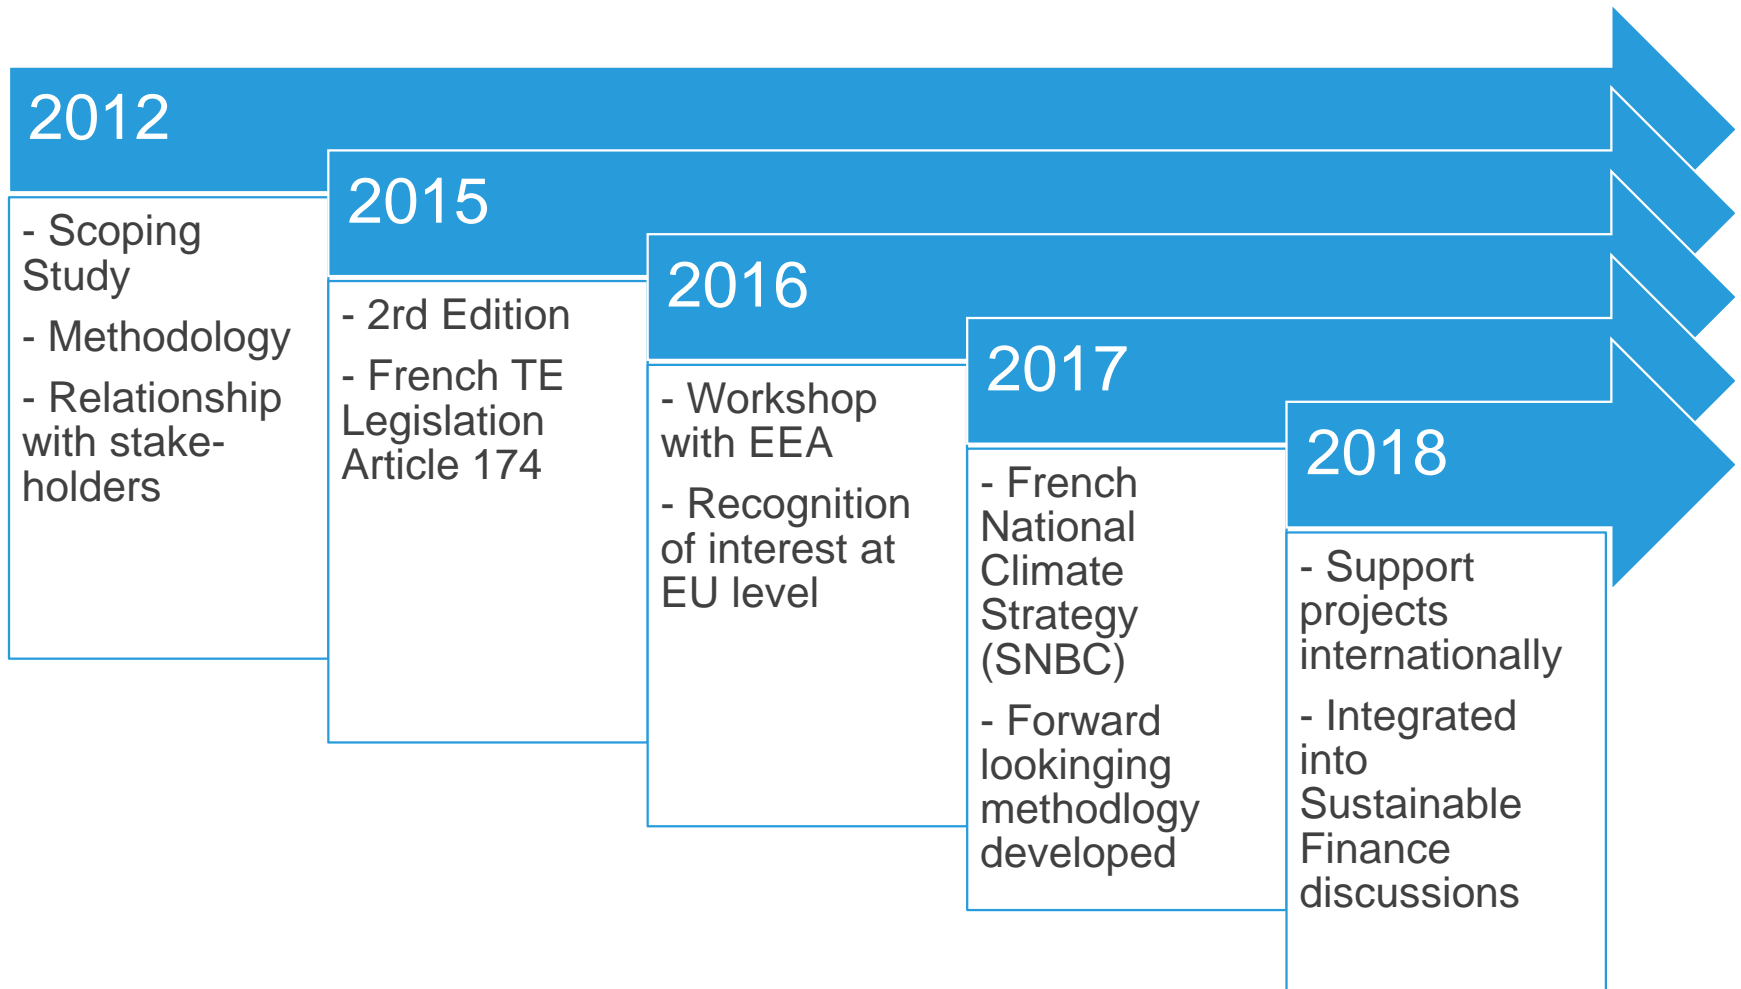 2012
- Scoping
Study
- Methodology
- Relationship
with stake-
holders
2015
- 2rd Edition
- French TE
Legislation
Article 174
2016
- Workshop
with EEA
- Recognition
of interest at
EU level
2017
- French
National
Climate
Strategy
(SNBC)
- Forward
lookinging
methodlogy
developed
2018
- Support
projects
internationally
- Integrated
into
Sustainable
Finance
discussions